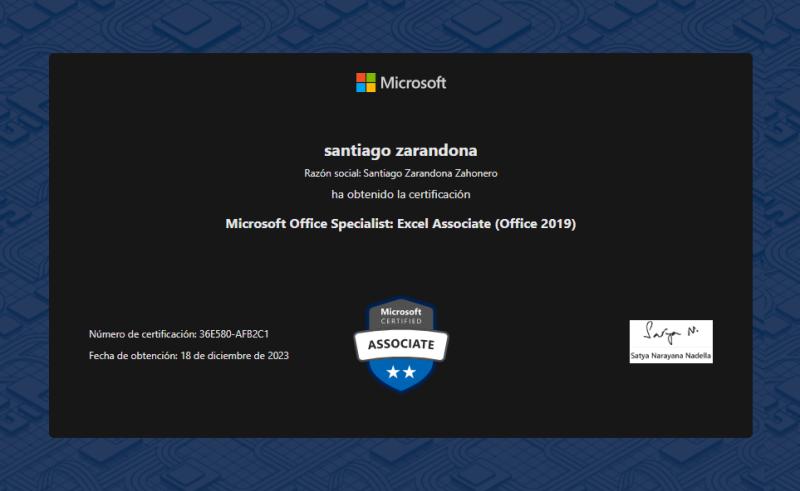 Microsoft
santiago zarandona
Razón social: Santiago Zarandona Zahonero
ha obtenido la certificación
Microsoft Office Specialist: Excel Associate (Office 2019)
Número de certificación: 36E580-AFB2C1
Fecha de obtención: 18 de diciembre de 2023
Microsoft
CERTIFIED
ASSOCIATE
Satya N.
Satya Narayana Nadella